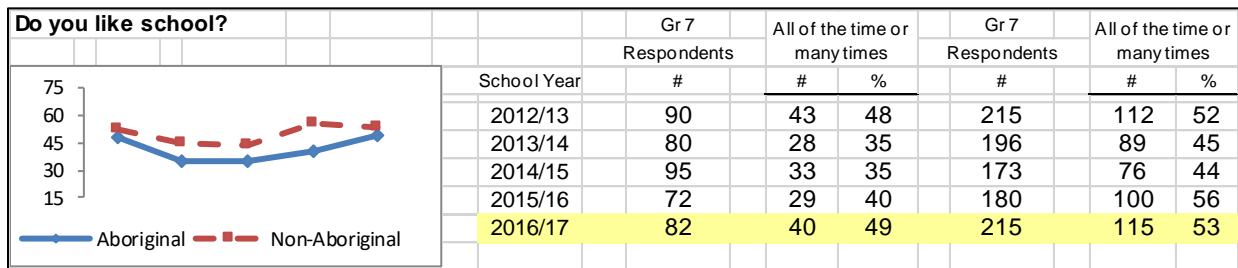 Do you like school? Gr 7 All of the time or Gr 7 All of the time or
Respondents many times Respondents many times
School Year # # % # # %
75
60
45
30
15
2012/13 90 43 48 215 112 52
2013/14 80 28 35 196 89 45
2014/15 95 33 35 173 76 44
2015/16 72 29 40 180 100 56
2016/17 82 40 49 215 115 53
Aboriginal Non-Aboriginal